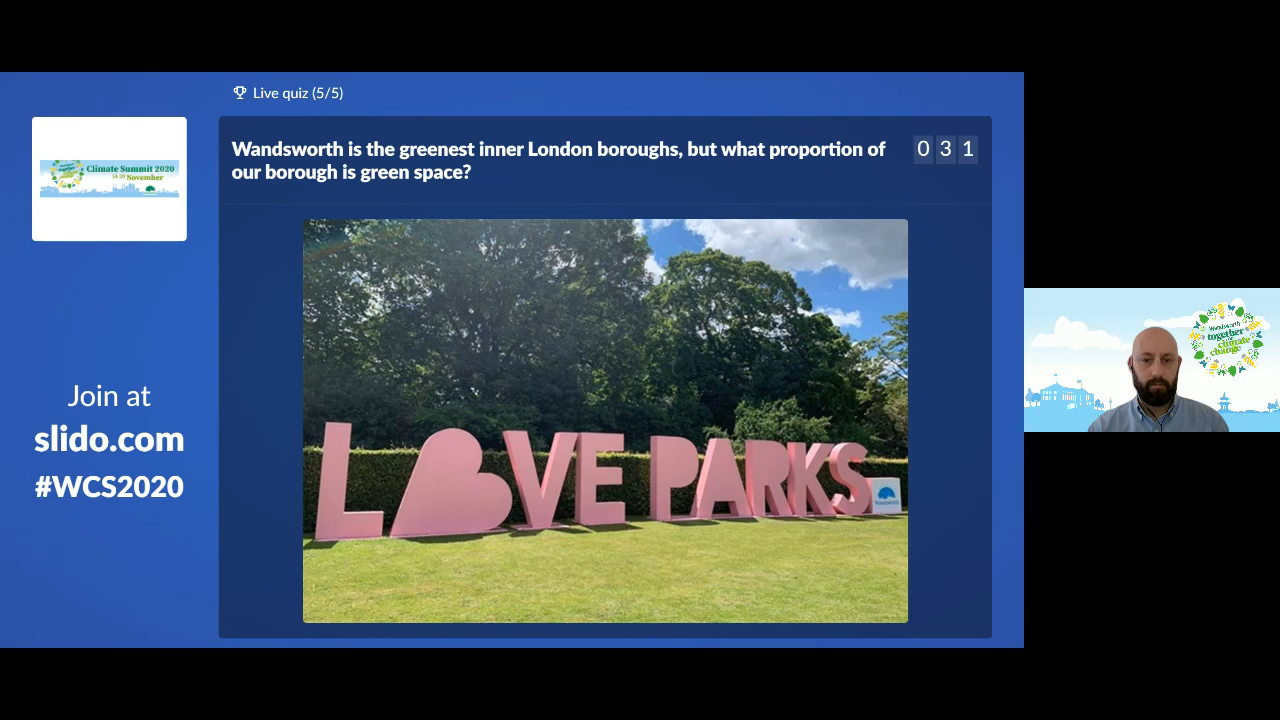 Live quiz (5/5)
Climate Summit 2020
November
Wandsworth is the greenest inner London boroughs, but what proportion of
our borough is green space?
0 3 1
Join at
slido.com
#WCS2020
LOVE PARKS
Wandsworth
Wandsworth
together
climate
change